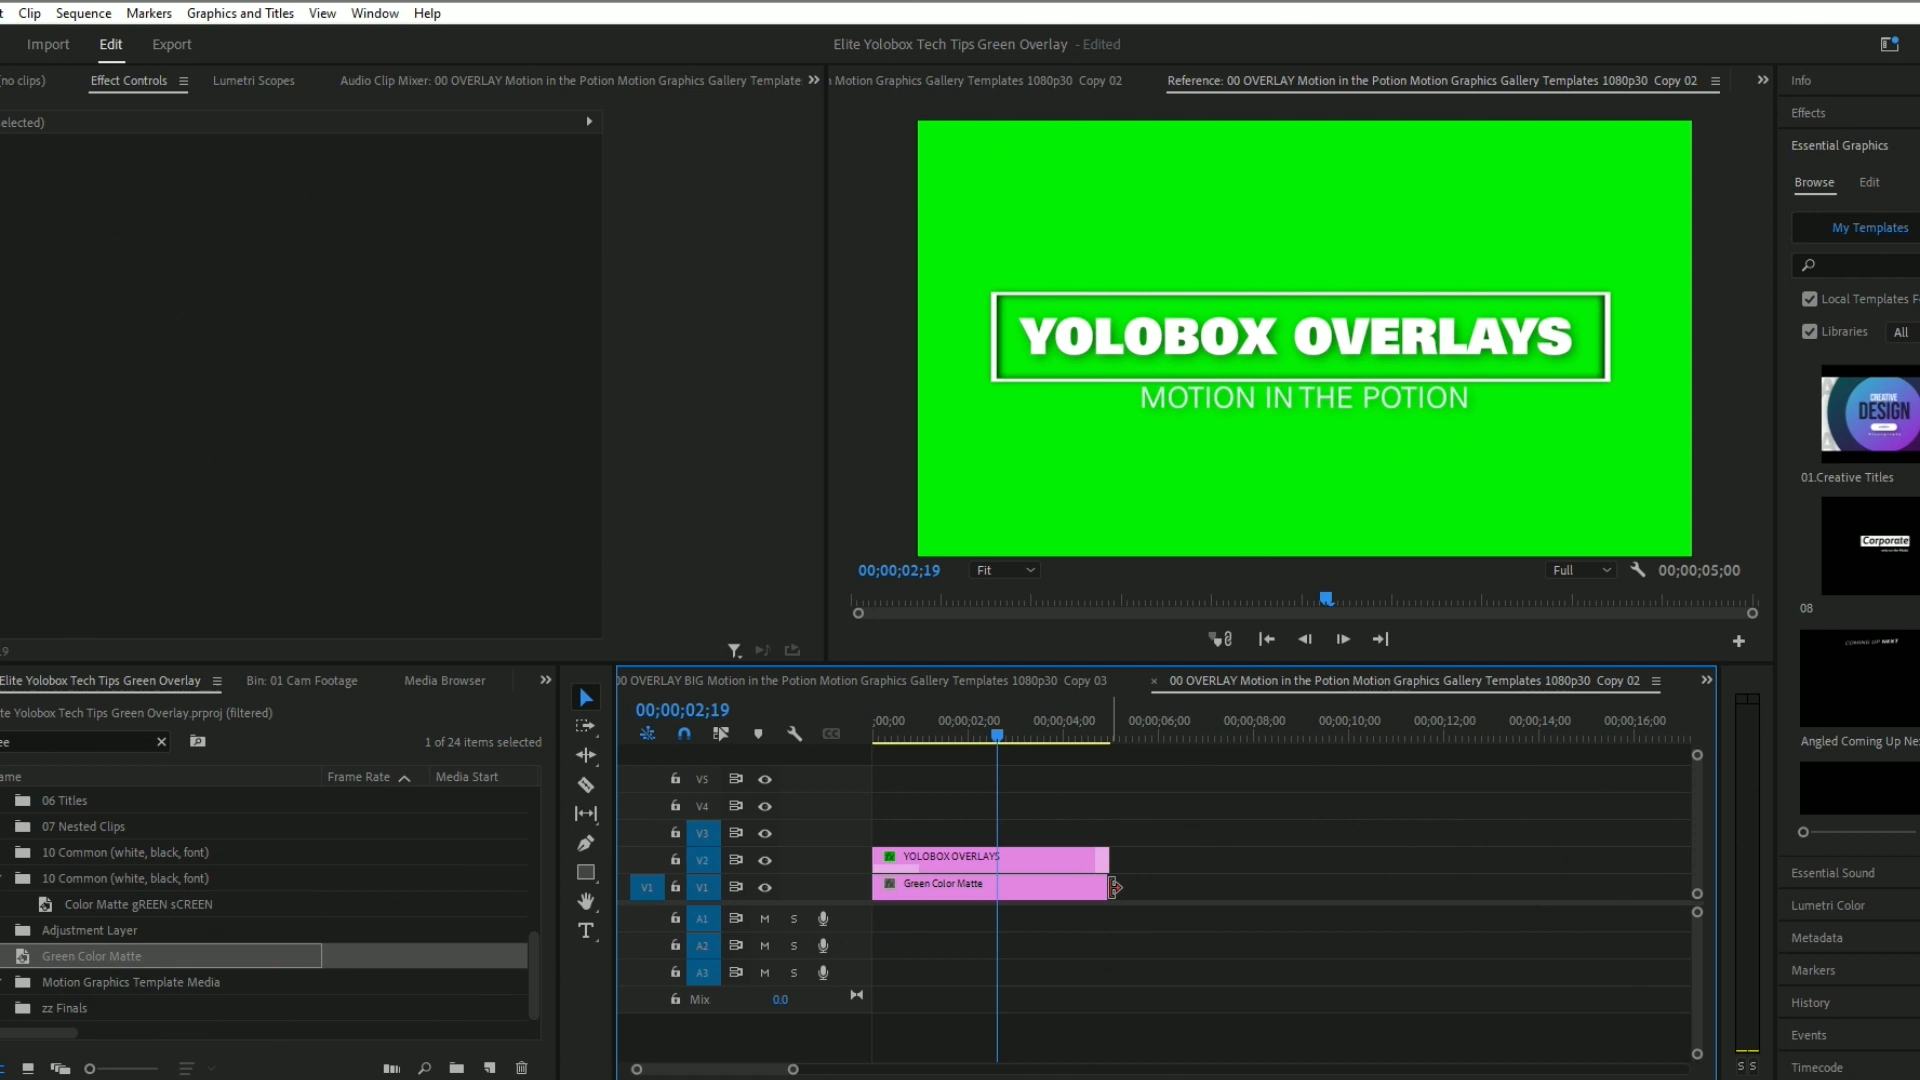 Clip Sequence Markers Graphics and Titles View Window Help
Import Edit Export
Elite Yolobox Tech Tips Green Overlay - Edited
no clips) Effect Controls Lumetri Scopes Audio Clip Mixer: 00 OVERLAY Motion in the Potion Motion Graphics Gallery Template
Motion Graphics Gallery Templates 1080p30 Copy 02 Reference: 00 OVERLAY Motion in the Potion Motion Graphics Gallery Templates 1080p30 Copy 02
Info
elected)
Effects
Essential Graphics
Browse Edit
My Templates
Local Templates F
Libraries All
YOLOBOX OVERLAYS
MOTION IN THE POTION
CREATIVE
DESIGN
01.Creative Titles
Corporate
08
COMING UP NEXT
Angled Coming Up Ne
00;00;02;19 Fit Full 00;00;05;00
9
Elite Yolobox Tech Tips Green Overlay Bin: 01 Cam Footage Media Browser
te Yolobox Tech Tips Green Overlay.prproj (filtered)
ee 1 of 24 items selected
ame Frame Rate Media Start
06 Titles
07 Nested Clips
10 Common (white, black, font)
10 Common (white, black, font)
Color Matte gREEN sCREEN
Adjustment Layer
Green Color Matte
Motion Graphics Template Media
zz Finals
00 OVERLAY BIG Motion in the Potion Motion Graphics Gallery Templates 1080p30 Copy 03 × 00 OVERLAY Motion in the Potion Motion Graphics Gallery Templates 1080p30 Copy 02
00;00;02;19
;00;00 00;00;02;00 00;00;04;00 00;00;06;00 00;00;08;00 00;00;10;00 00;00;12;00 00;00;14;00 00;00;16;00
V5
V4
V3
V2 YOLOBOX OVERLAYS
V1 V1 Green Color Matte
A1 M S
A2 M S
A3 M S
Mix 0.0
S S
Essential Sound
Lumetri Color
Metadata
Markers
History
Events
Timecode